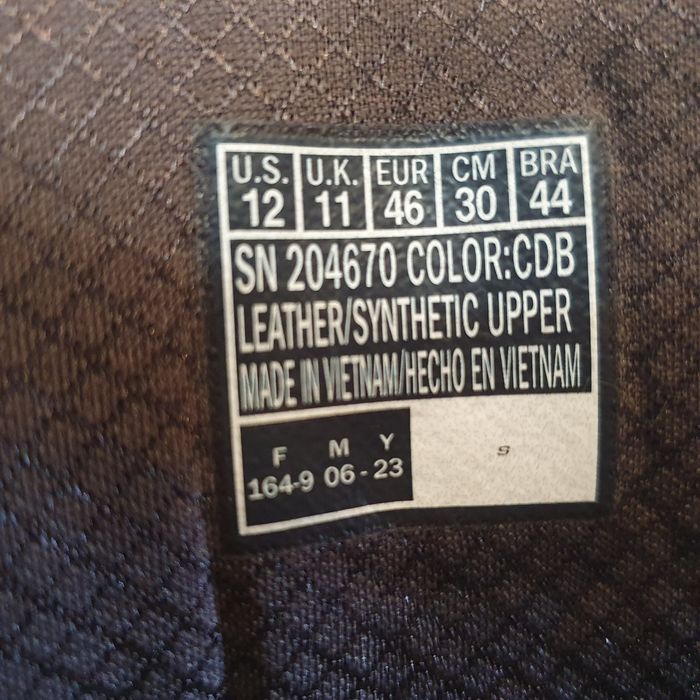 U.S. U.K. EUR CM BRA
12 11 46 30 44
SN 204670 COLOR:CDB
LEATHER/SYNTHETIC UPPER
MADE IN VIETNAM/HECHO EN VIETNAM
F M Y
164-9 06 - 23
S